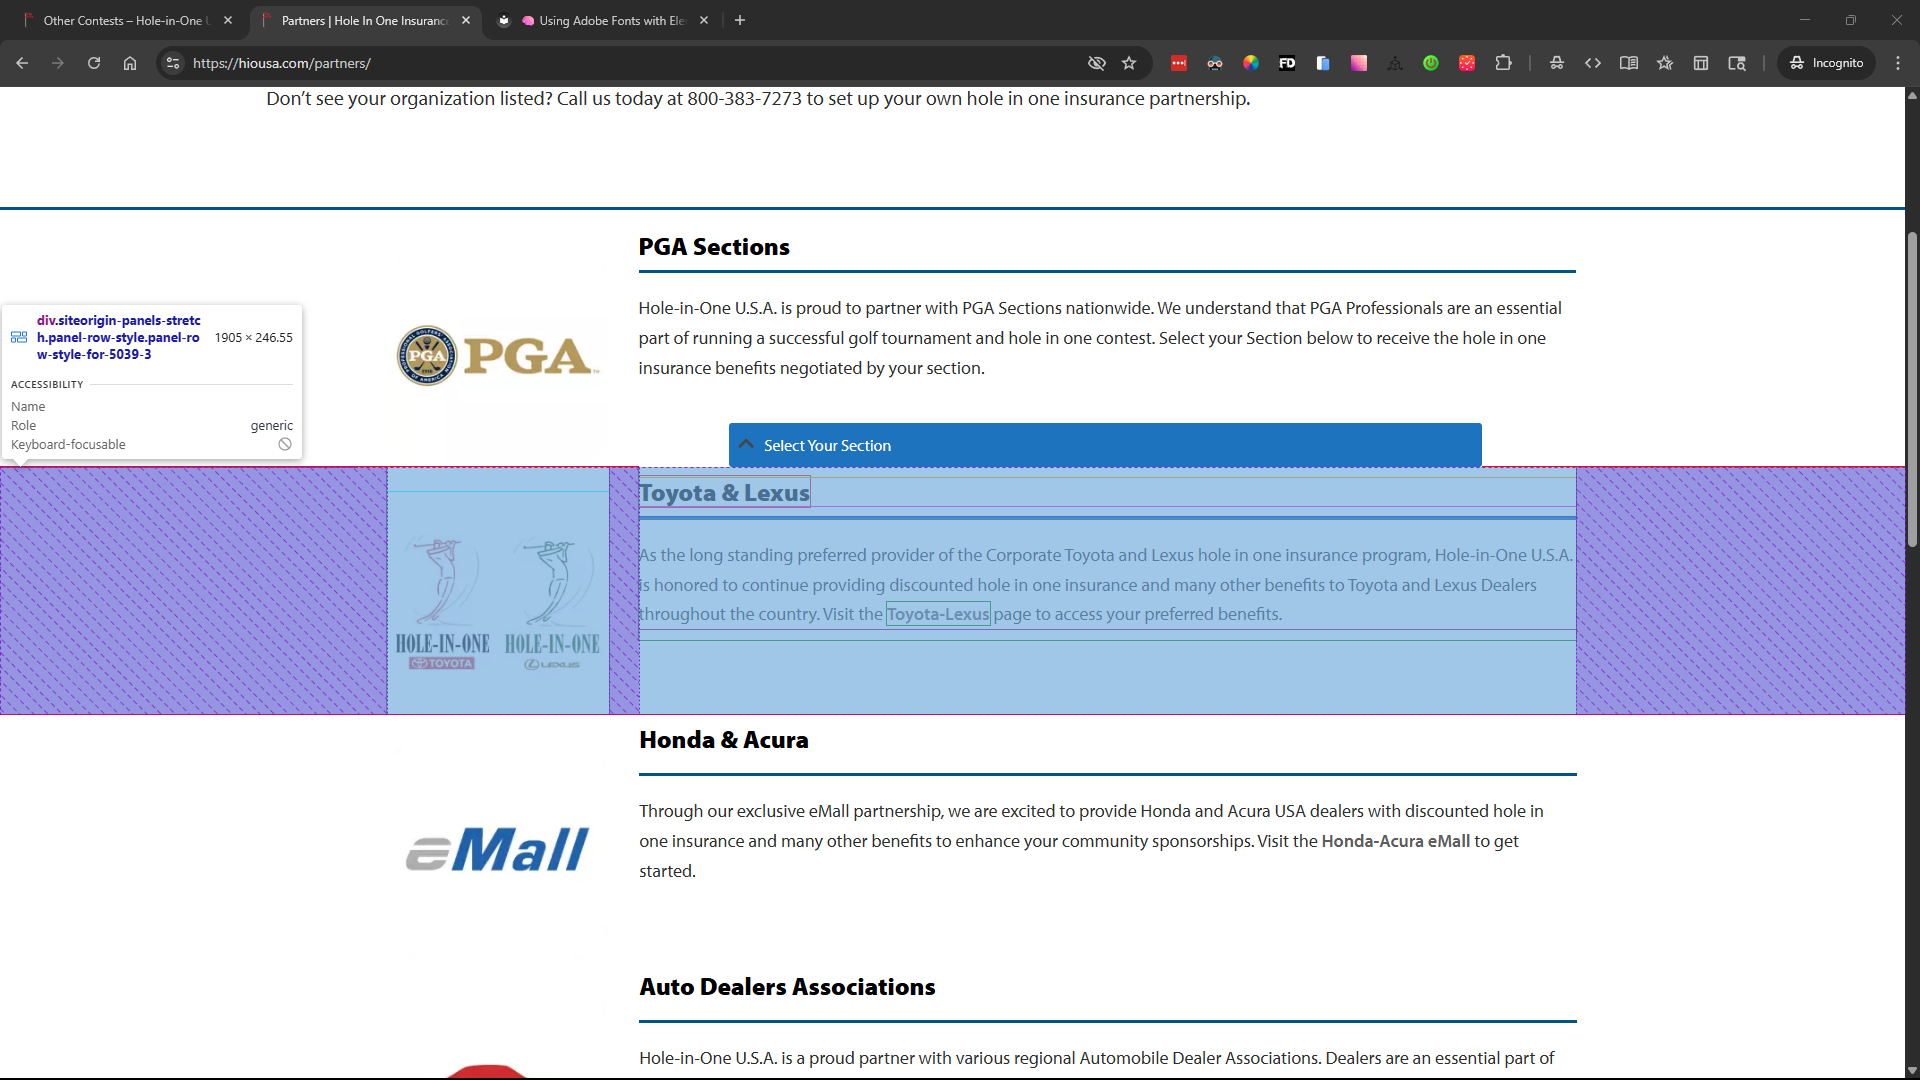 Other Contests – Hole-in-One U
Partners | Hole In One Insurance
Using Adobe Fonts with Ele
https://hiousa.com/partners/
FD
Incognito
Don't see your organization listed? Call us today at 800-383-7273 to set up your own hole in one insurance partnership.
PGA Sections
Hole-in-One U.S.A. is proud to partner with PGA Sections nationwide. We understand that PGA Professionals are an essential
part of running a successful golf tournament and hole in one contest. Select your Section below to receive the hole in one
insurance benefits negotiated by your section.
PGA
PGA
Select Your Section
div.siteorigin-panels-stretc
h.panel-row-style.panel-ro
w-style-for-5039-3
1905 × 246.55
ACCESSIBILITY
Name
Role generic
Keyboard-focusable
Toyota & Lexus
As the long standing preferred provider of the Corporate Toyota and Lexus hole in one insurance program, Hole-in-One U.S.A.
is honored to continue providing discounted hole in one insurance and many other benefits to Toyota and Lexus Dealers
throughout the country. Visit the Toyota-Lexus page to access your preferred benefits.
HOLE-IN-ONE
TOYOTA
HOLE-IN-ONE
LEXUS
Honda & Acura
Through our exclusive eMall partnership, we are excited to provide Honda and Acura USA dealers with discounted hole in
one insurance and many other benefits to enhance your community sponsorships. Visit the Honda-Acura eMall to get
started.
eMall
Auto Dealers Associations
Hole-in-One U.S.A. is a proud partner with various regional Automobile Dealer Associations. Dealers are an essential part of